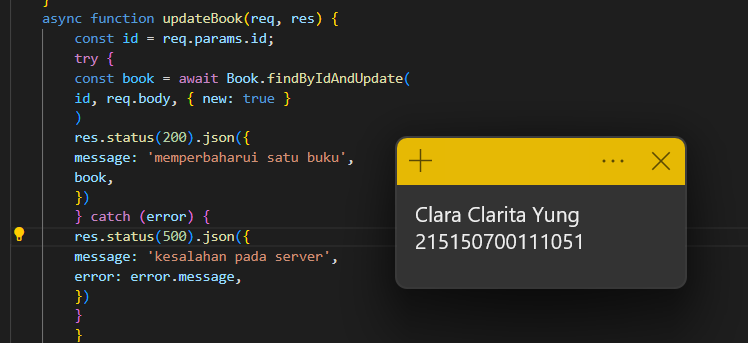 }
async function updateBook(req, res) {
const id = req.params.id;
try {
const book = await Book.findByIdAndUpdate(
id, req.body, { new: true }
)
res.status(200).json({
message: 'memperbaharui satu buku',
book,
})
} catch (error) {
res.status(500).json({
message: 'kesalahan pada server',
error: error.message,
})
}
}
Clara Clarita Yung
215150700111051